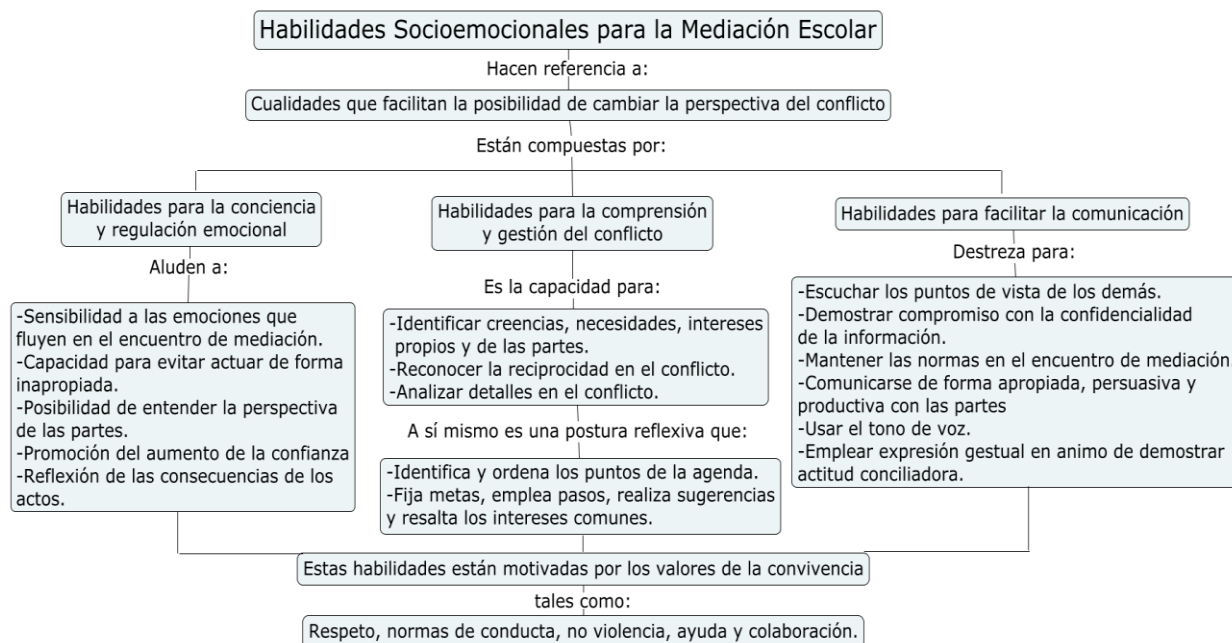 Habilidades Socioemocionales para la Mediación Escolar
Hacen referencia a:
Cualidades que facilitan la posibilidad de cambiar la perspectiva del conflicto
Están compuestas por:
Habilidades para la conciencia
y regulación emocional
Aluden a:
-Sensibilidad a las emociones que
fluyen en el encuentro de mediación.
-Capacidad para evitar actuar de forma
inapropiada.
-Posibilidad de entender la perspectiva
de las partes.
-Promoción del aumento de la confianza
-Reflexión de las consecuencias de los
actos.
Habilidades para la comprensión
y gestión del conflicto
Es la capacidad para:
-Identificar creencias, necesidades, intereses
propios y de las partes.
-Reconocer la reciprocidad en el conflicto.
-Analizar detalles en el conflicto.
A sí mismo es una postura reflexiva que:
-Identifica y ordena los puntos de la agenda.
-Fija metas, emplea pasos, realiza sugerencias
y resalta los intereses comunes.
Habilidades para facilitar la comunicación
Destreza para:
-Escuchar los puntos de vista de los demás.
-Demostrar compromiso con la confidencialidad
de la información.
-Mantener las normas en el encuentro de mediación.
-Comunicarse de forma apropiada, persuasiva y
productiva con las partes
-Usar el tono de voz.
-Emplear expresión gestual en animo de demostrar
actitud conciliadora.
Estas habilidades están motivadas por los valores de la convivencia
tales como:
Respeto, normas de conducta, no violencia, ayuda y colaboración.